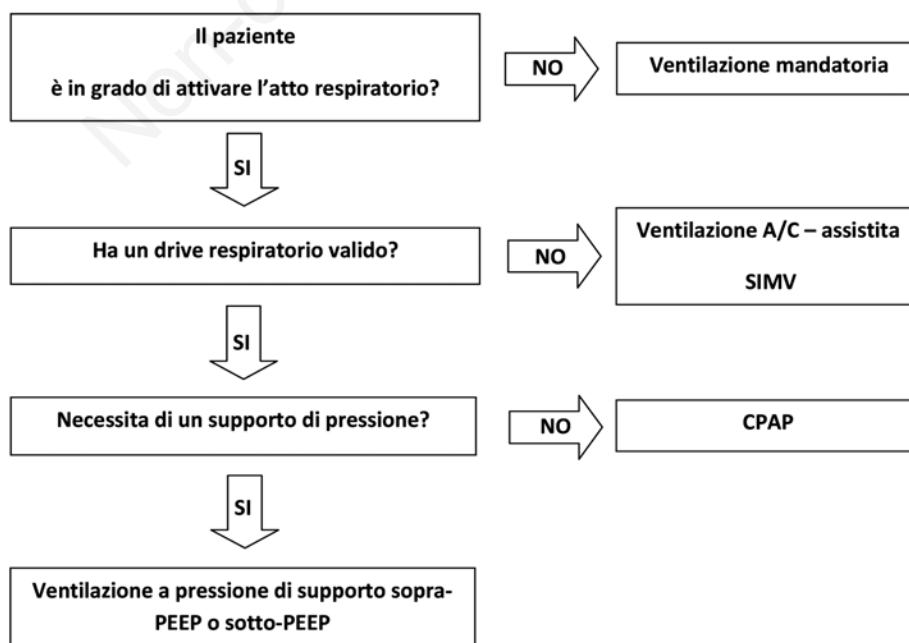 Il paziente
è in grado di attivare l’atto respiratorio?
NO
Ventilazione mandatoria
SI
Ha un drive respiratorio valido?
NO
Ventilazione A/C – assistita
SIMV
SI
Necessita di un supporto di pressione?
NO
CPAP
SI
Ventilazione a pressione di supporto sopra-
PEEP o sotto-PEEP